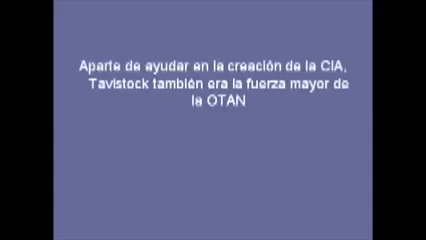 Aparte de ayudar en la creación de la CIA,
Tavistock también era la fuerza mayor de
la OTAN